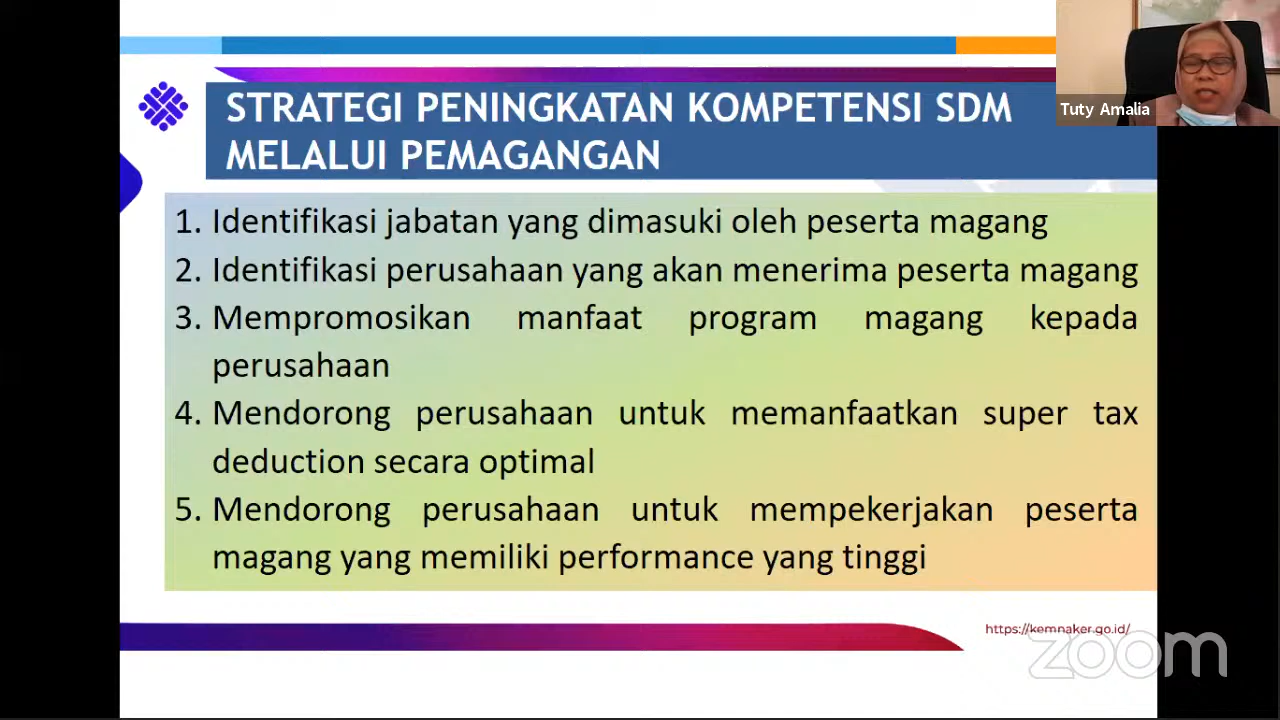 STRATEGI PENINGKATAN KOMPETENSI SDM
MELALUI PEMAGANGAN
Tuty Amalia
1. Identifikasi jabatan yang dimasuki oleh peserta magang
2. Identifikasi perusahaan yang akan menerima peserta magang
3. Mempromosikan manfaat program magang kepada
perusahaan
4. Mendorong perusahaan untuk memanfaatkan super tax
deduction secara optimal
5. Mendorong perusahaan untuk mempekerjakan peserta
magang yang memiliki performance yang tinggi
https://kemnaker.go.id/
zoom